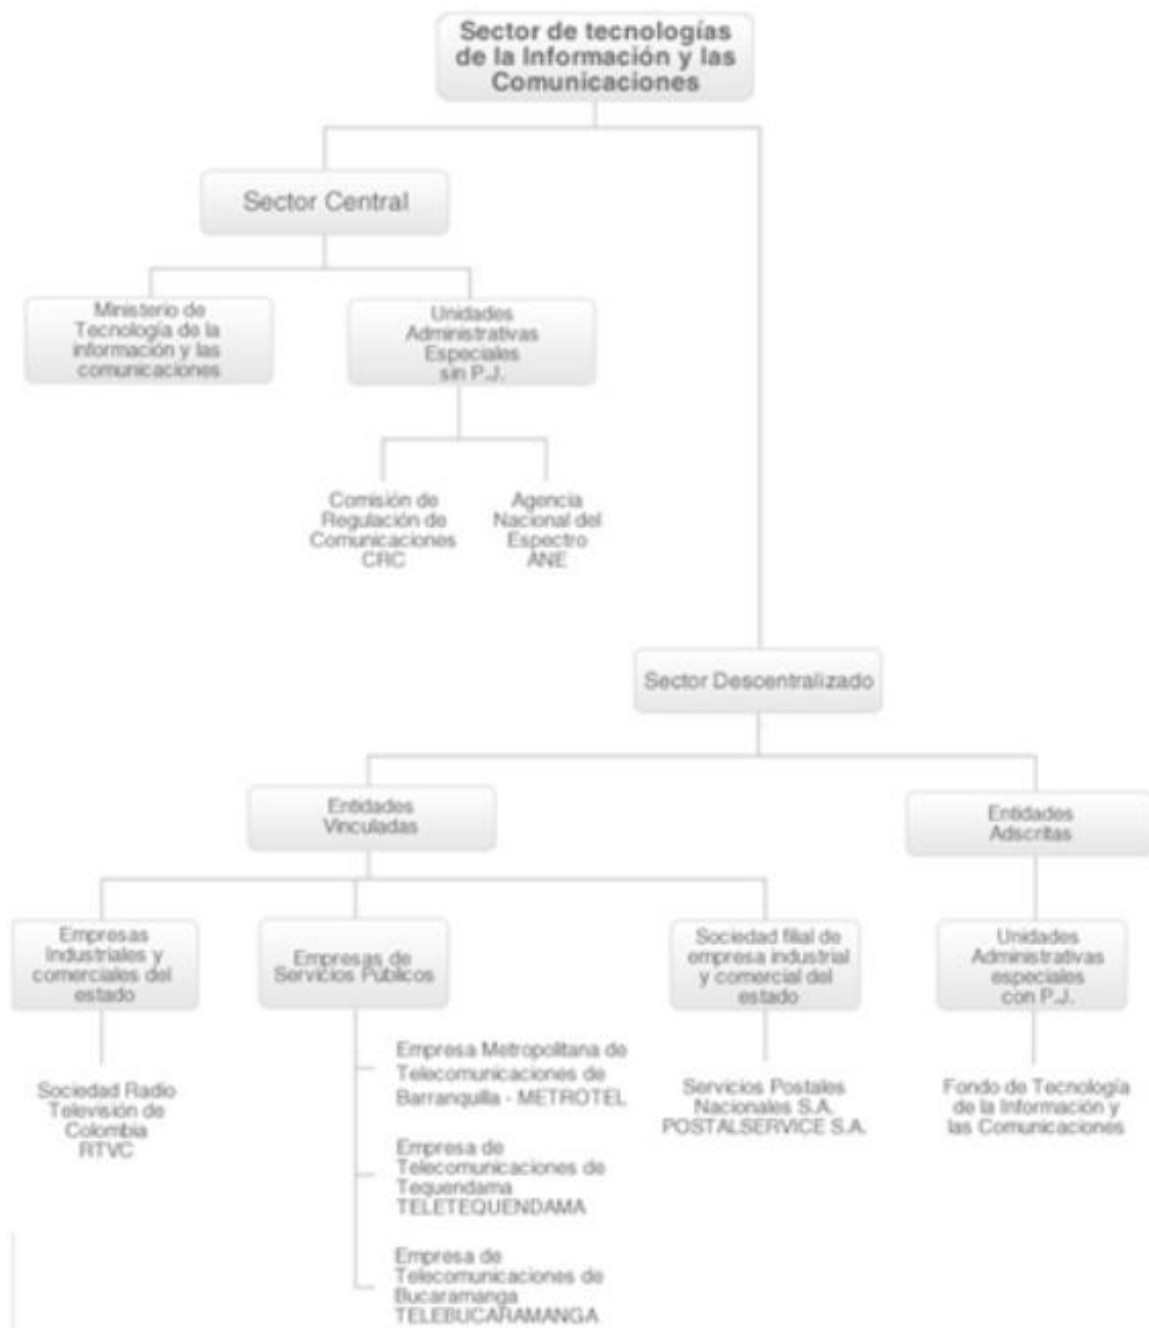 Sector de tecnologías
de la Información y las
Comunicaciones
Sector Central
Ministerio de
Tecnología de la
información y las
comunicaciones
Unidades
Administrativas
Especiales
sin P.J.
Comisión de
Regulación de
Comunicaciones
CRC
Agencia
Nacional del
Espectro
ANE
Sector Descentralizado
Entidades
Vinculadas
Entidades
Adscritas
Empresas
Industriales y
comerciales del
estado
Empresas de
Servicios Públicos
Sociedad filial de
empresa industrial
y comercial del
estado
Unidades
Administrativas
especiales
con P.J.
Sociedad Radio
Televisión de
Colombia
RTVC
Empresa Metropolitana de
Telecomunicaciones de
Barranquilla - METROTEL
Empresa de
Telecomunicaciones de
Tequendama
TELETEQUENDAMA
Empresa de
Telecomunicaciones de
Bucaramanga
TELEBUCARAMANGA
Servicios Postales
Nacionales S.A.
POSTALSERVICE S.A.
Fondo de Tecnología
de la Información y
las Comunicaciones